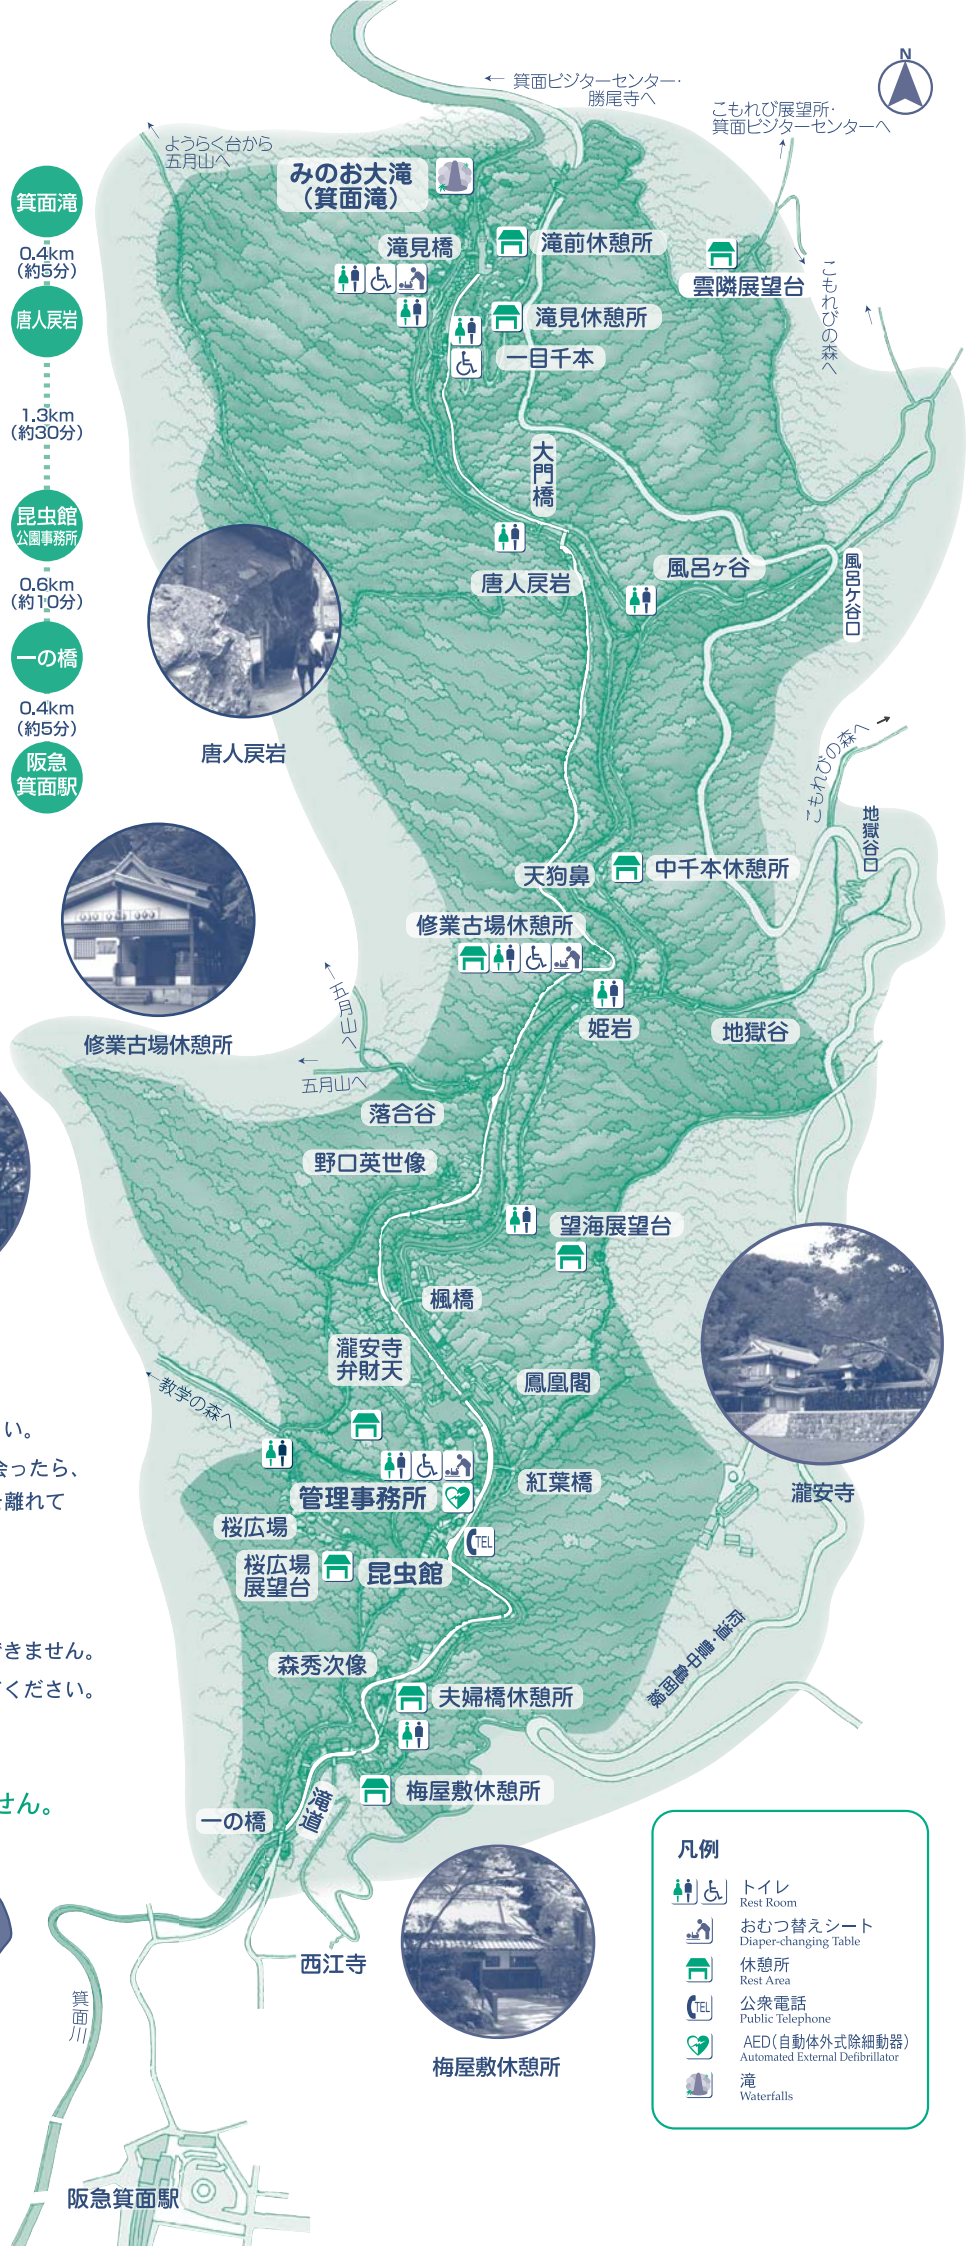 N
← 箕面ビジターセンター・
勝尾寺へ
こもれび展望所・
箕面ビジターセンターへ
ようらく台から
五月山へ
みのお大滝
(箕面滝)
滝見橋
滝前休憩所
雲隣展望台
こもれびの森へ
滝見休憩所
一目千本
大門橋
唐人戻岩
風呂ヶ谷
風呂ケ谷口
箕面滝
0.4km
(約5分)
唐人戻岩
1.3km
(約30分)
昆虫館
公園事務所
0.6km
(約10分)
一の橋
0.4km
(約5分)
阪急
箕面駅
唐人戻岩
こもれびの森へ
地獄谷口
天狗鼻
中千本休憩所
修業古場休憩所
修業古場休憩所
姫岩
地獄谷
五月山へ
五月山へ
落合谷
野口英世像
望海展望台
楓橋
瀧安寺
弁財天
鳳凰閣
教学の森へ
紅葉橋
瀧安寺
管理事務所
桜広場
TEL
桜広場
展望台
昆虫館
い。
会ったら、
を離れて
できません。
ください。
せん。
森秀次像
夫婦橋休憩所
府道・豊中亀岡線
梅屋敷休憩所
滝道
一の橋
西江寺
梅屋敷休憩所
箕面川
阪急箕面駅
凡例
トイレ
Rest Room
おむつ替えシート
Diaper-changing Table
休憩所
Rest Area
TEL
公衆電話
Public Telephone
AED(自動体外式除細動器)
Automated External Defibrillator
滝
Waterfalls